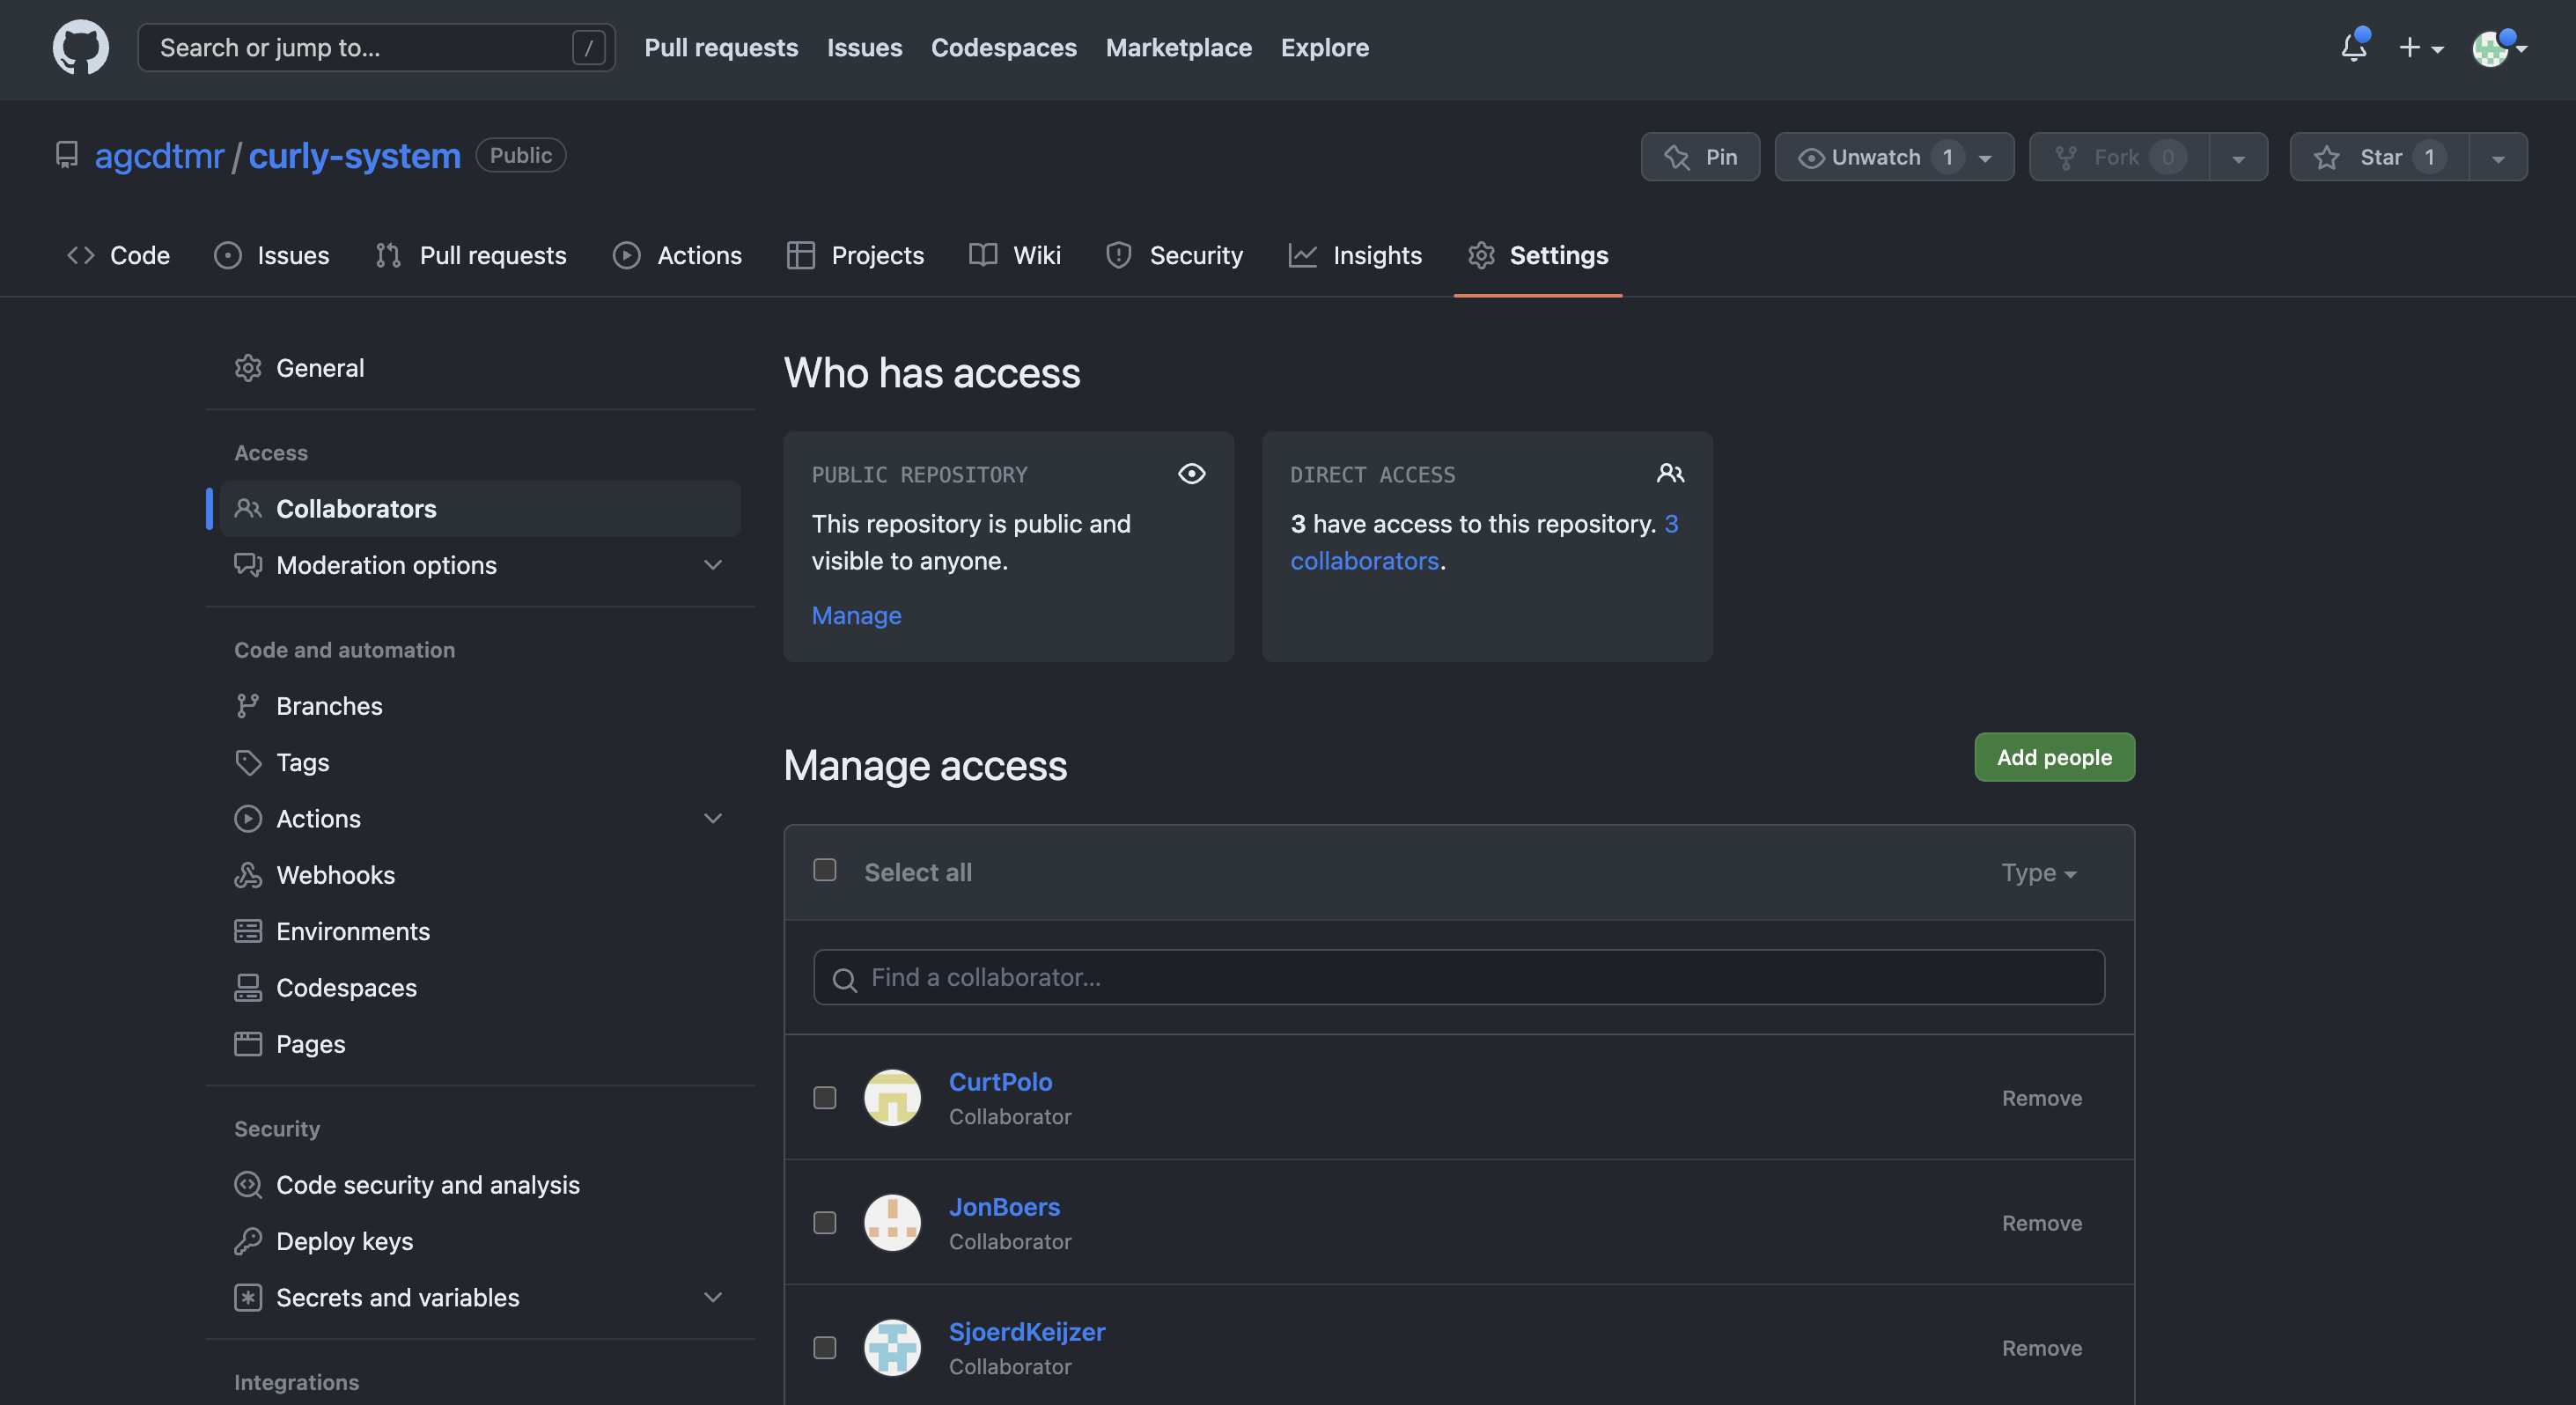 Search or jump to... /
Pull requests Issues Codespaces Marketplace Explore
agcdtmr / curly-system Public
Pin Unwatch 1 Fork 0 Star 1
Code Issues Pull requests Actions Projects Wiki Security Insights Settings
General
Access
Collaborators
Moderation options
Code and automation
Branches
Tags
Actions
Webhooks
Environments
Codespaces
Pages
Security
Code security and analysis
Deploy keys
Secrets and variables
Integrations
Who has access
PUBLIC REPOSITORY
This repository is public and
visible to anyone.
Manage
DIRECT ACCESS
3 have access to this repository. 3
collaborators.
Manage access
Add people
Select all
Type
Find a collaborator...
CurtPolo
Collaborator
Remove
JonBoers
Collaborator
Remove
SjoerdKeijzer
Collaborator
Remove